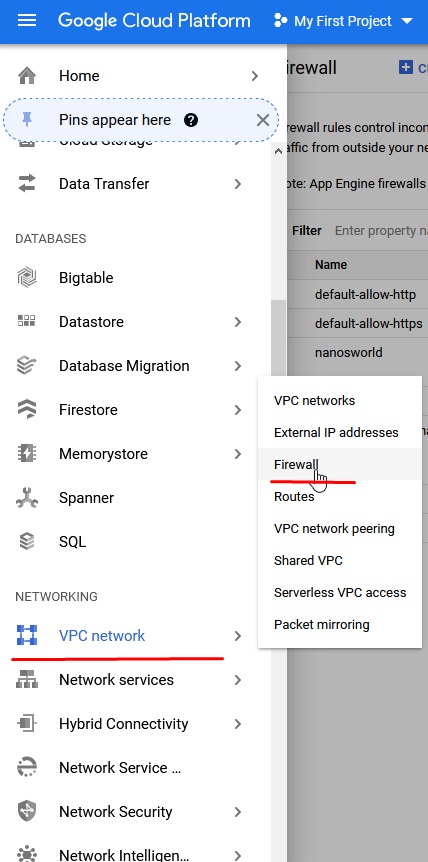 Google Cloud Platform
My First Project
Home
Pins appear here
Cloud Storage
Data Transfer
DATABASES
Bigtable
Datastore
Database Migration
Firestore
Memorystore
Spanner
SQL
NETWORKING
VPC network
Network services
Hybrid Connectivity
Network Service ...
Network Security
Network Intelligen...
irewall
C
irewall rules control incon
affic from outside your ne
ote: App Engine firewalls
Filter Enter property na
Name
default-allow-http
default-allow-https
nanosworld
VPC networks
External IP addresses
Firewall
Routes
VPC network peering
Shared VPC
Serverless VPC access
Packet mirroring